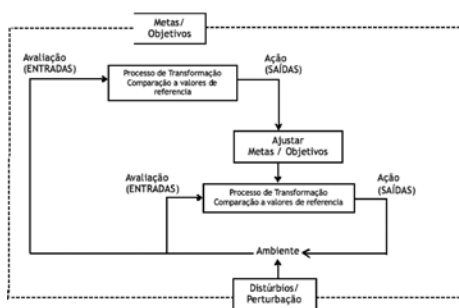 Metas/
Objetivos
Avaliação
(ENTRADAS)
Processo de Transformação
Comparação a valores de
referencia
Ação
(SAÍDAS)
Ajustar
Metas / Objetivos
Avaliação
(ENTRADAS)
Processo de Transformação
Comparação a valores de referencia
Ação
(SAÍDAS)
Ambiente
Distúrbios/
Perturbação